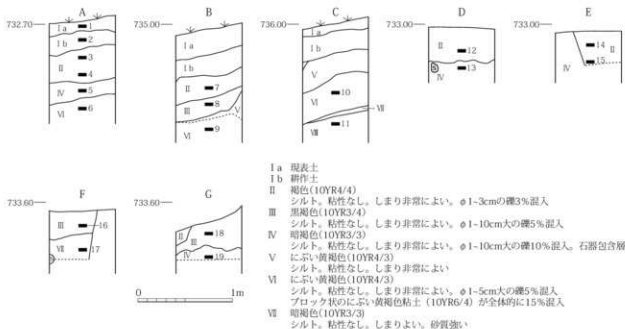 A
B
C
D
E
732.70
735.00
736.00
733.00
733.00
Ⅰa
1
Ⅰb
2
3
Ⅱ
4
Ⅳ
5
Ⅵ
6
Ⅰa
Ⅰb
Ⅱ
7
Ⅲ
8
Ⅴ
Ⅵ
9
Ⅰa
Ⅰb
Ⅴ
Ⅵ
10
Ⅶ
Ⅷ
11
Ⅱ
12
Ⅳ
13
Ⅳ
14
15
Ⅱ
F
G
733.60
733.60
Ⅲ
16
Ⅶ
17
Ⅱ
Ⅲ
18
Ⅳ
19
0
1m
Ⅰa 現表土
Ⅰb 耕作土
Ⅱ 褐色(10YR4/4)
シルト。粘性なし。しまり非常によい。φ1~3cmの礫3%混入
Ⅲ 黒褐色(10YR3/4)
シルト。粘性なし。しまり非常によい。φ1~10cm大の礫5%混入
Ⅳ 暗褐色(10YR3/3)
シルト。粘性なし。しまり非常によい。φ1~10cm大の礫10%混入。石器包含層
Ⅴ にぶい黄褐色(10YR4/3)
シルト。粘性なし。しまり非常によい
Ⅵ にぶい黄褐色(10YR4/3)
シルト。粘性なし。しまり非常によい。φ1~5cm大の礫5%混入
ブロック状のにぶい黄褐色粘土(10YR6/4)が全体的に15%混入
Ⅶ 暗褐色(10YR3/3)
シルト。粘性なし。しまりよい。砂質強い